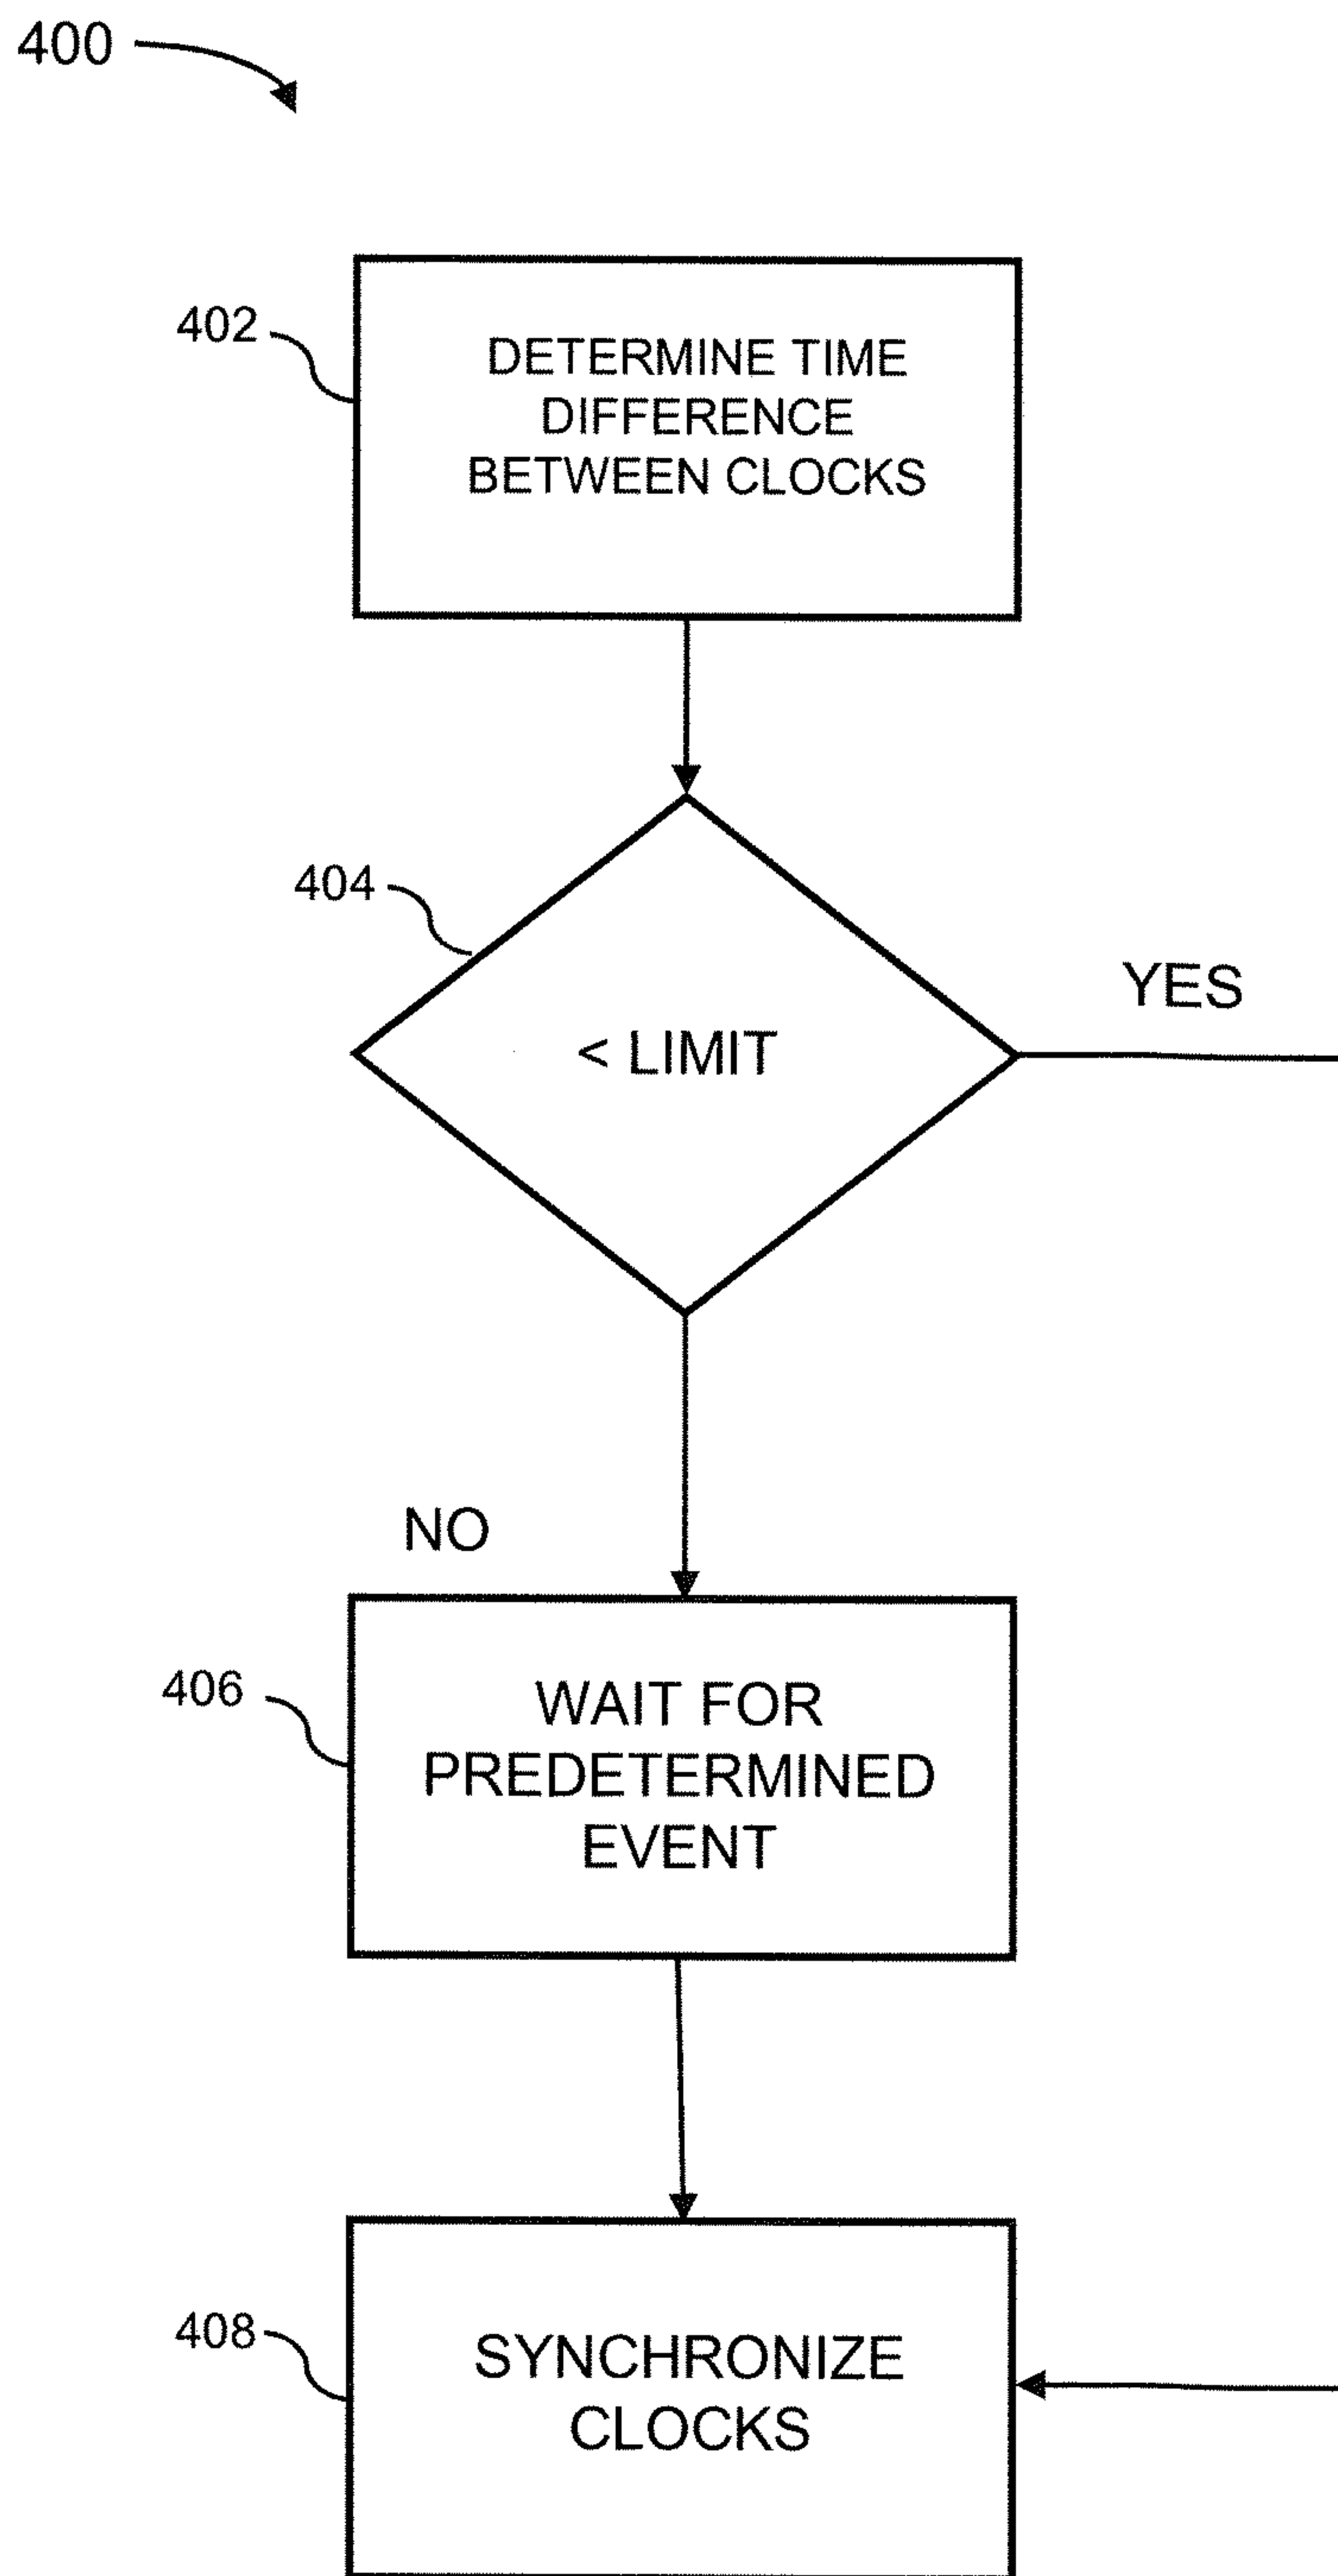 400
402
DETERMINE TIME
DIFFERENCE
BETWEEN CLOCKS
404
< LIMIT
YES
NO
406
WAIT FOR
PREDETERMINED
EVENT
408
SYNCHRONIZE
CLOCKS